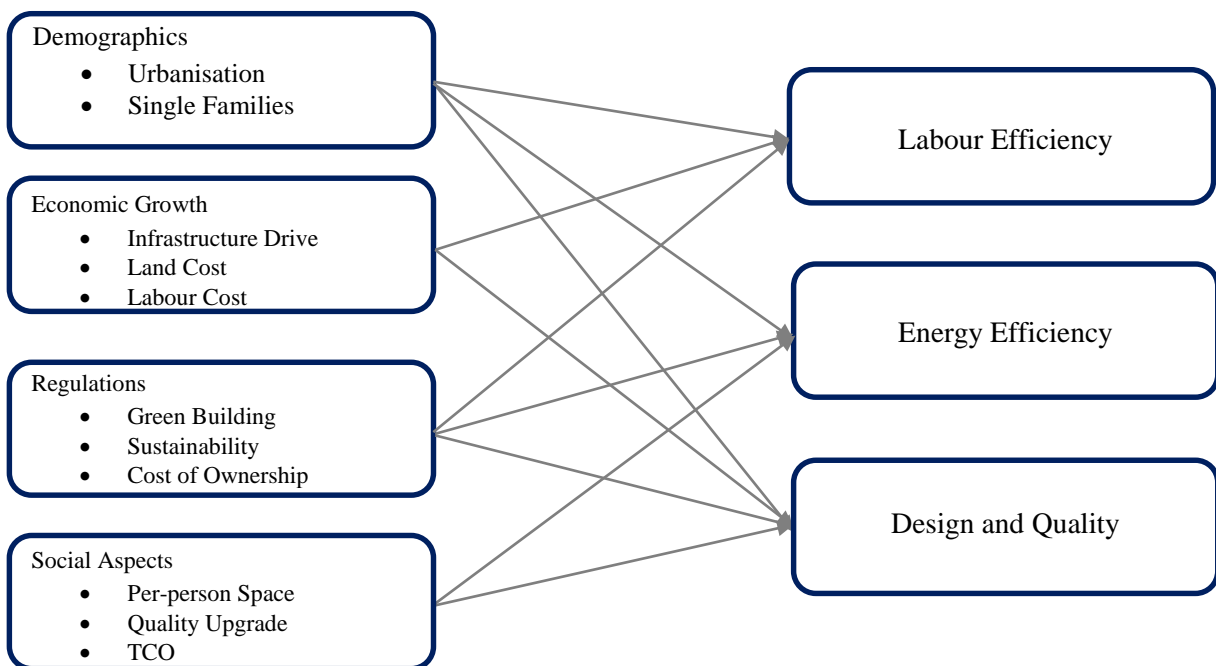 Demographics
• Urbanisation
• Single Families
Economic Growth
• Infrastructure Drive
• Land Cost
• Labour Cost
Regulations
• Green Building
• Sustainability
• Cost of Ownership
Social Aspects
• Per-person Space
• Quality Upgrade
• TCO
Labour Efficiency
Energy Efficiency
Design and Quality